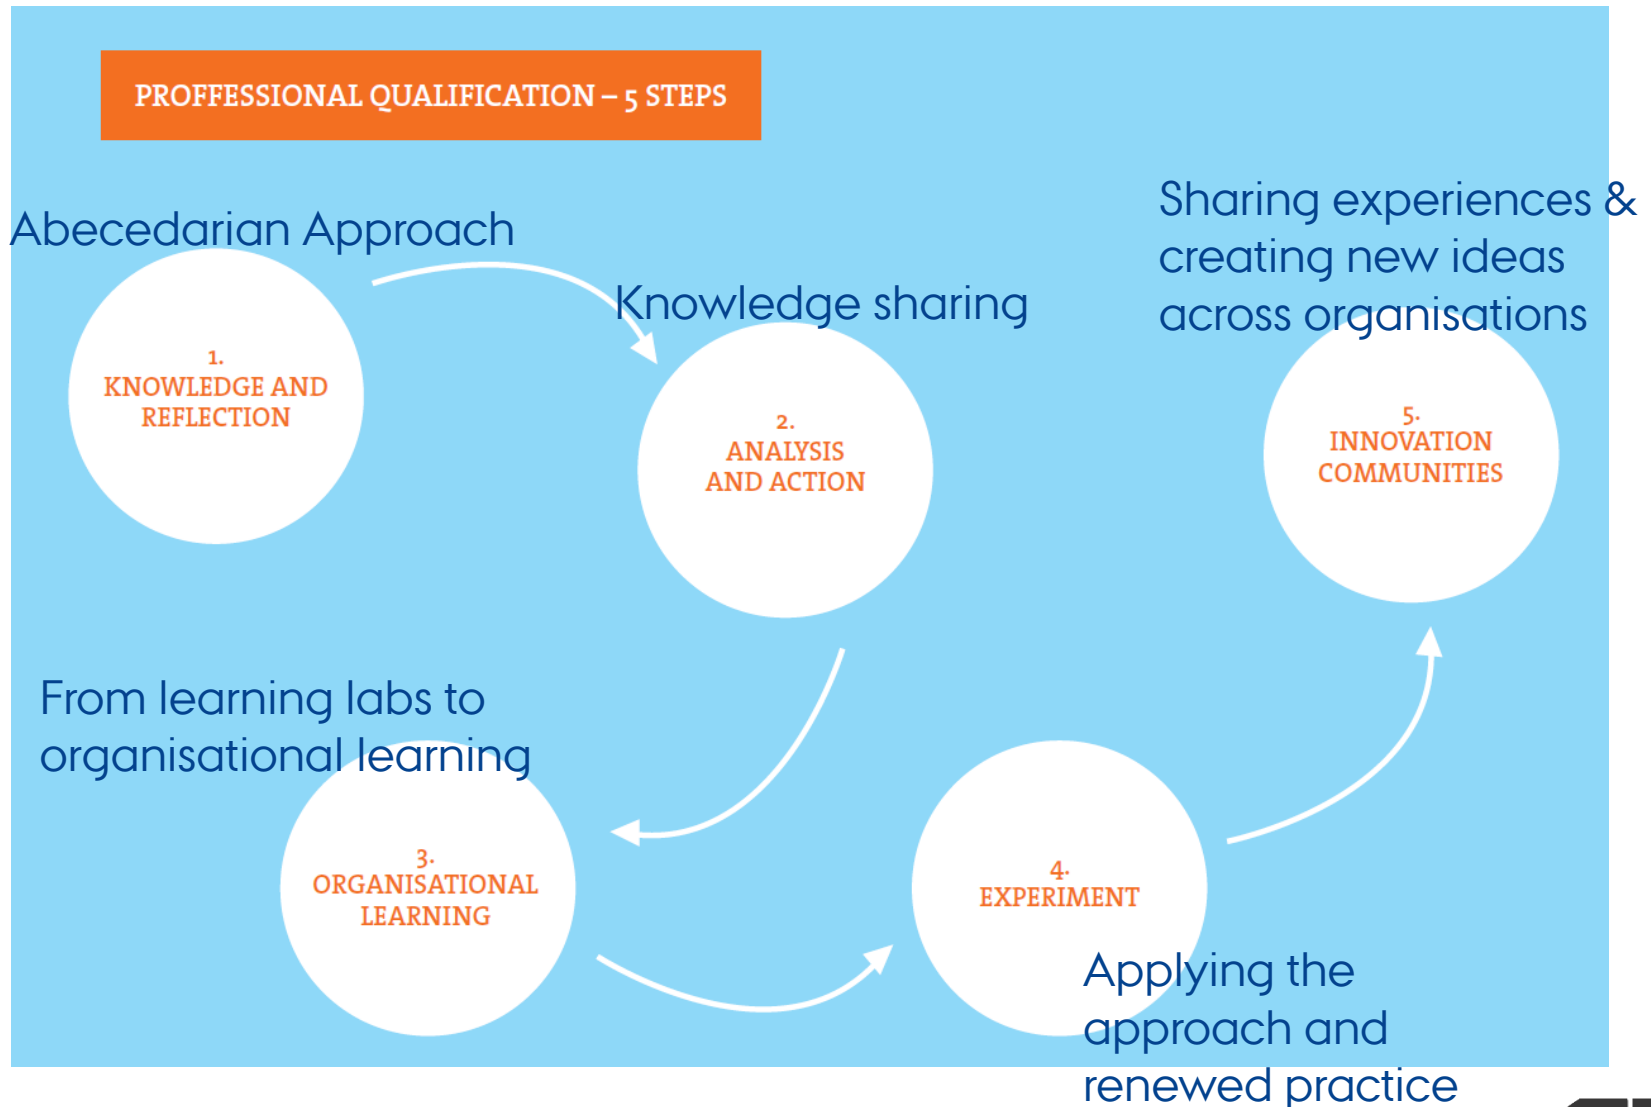 PROFFESSIONAL QUALIFICATION – 5 STEPS
Abecedarian Approach
1.
KNOWLEDGE AND
REFLECTION
Knowledge sharing
2.
ANALYSIS
AND ACTION
From learning labs to
organisational learning
3.
ORGANISATIONAL
LEARNING
4.
EXPERIMENT
Applying the
approach and
renewed practice
Sharing experiences &
creating new ideas
across organisations
5.
INNOVATION
COMMUNITIES